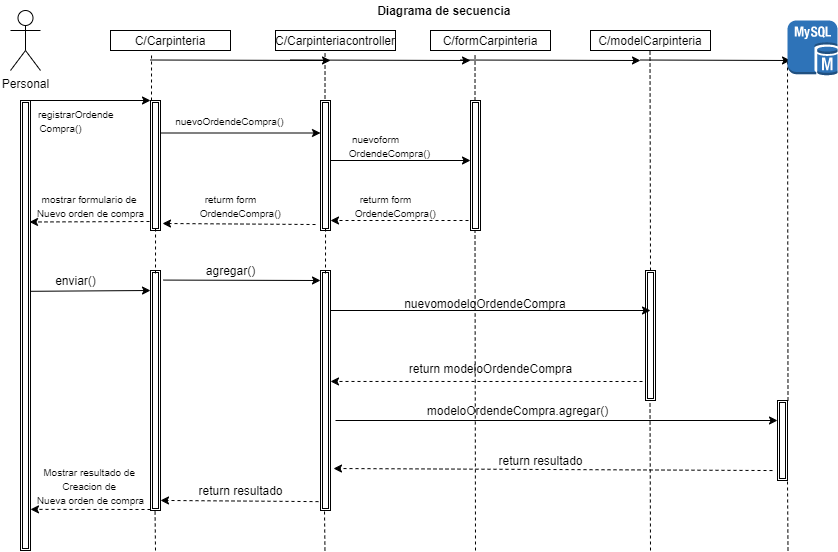 Diagrama de secuencia
C/Carpinteria
C/Carpinteriacontroller
C/formCarpinteria
C/modelCarpinteria
MySQL
M
Personal
registrarOrdende
Compra()
nuevoOrdendeCompra()
nuevoform
OrdendeCompra()
mostrar formulario de
Nuevo orden de compra
returm form
OrdendeCompra()
returm form
OrdendeCompra()
enviar()
agregar()
nuevomodeloOrdendeCompra
return modeloOrdendeCompra
modeloOrdendeCompra.agregar()
return resultado
Mostrar resultado de
Creacion de
Nueva orden de compra
return resultado